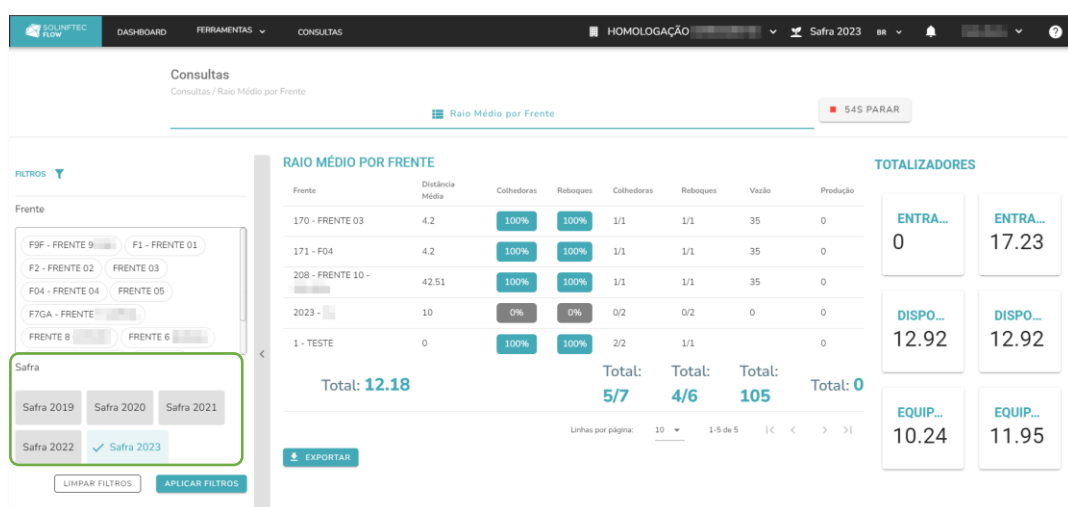 SOLINFTEC FLOW DASHBOARD FERRAMENTAS CONSULTAS HOMOLOGAÇÃO Safra 2023 BR ?
Consultas
Consultas / Raio Médio por Frente
Raio Médio por Frente
54S PARAR
FILTROS
Frente
F9F - FRENTE 9 F1 - FRENTE 01
F2 - FRENTE 02 FRENTE 03
F04 - FRENTE 04 FRENTE 05
F7GA - FRENTE
FRENTE 8 FRENTE 6
Safra
Safra 2019 Safra 2020 Safra 2021
Safra 2022 Safra 2023
LIMPAR FILTROS APLICAR FILTROS
RAIO MÉDIO POR FRENTE
Frente Distância Média Colhedoras Reboques Colhedoras Reboques Vazão Produção
170 - FRENTE 03 4.2 100% 100% 1/1 1/1 35 0
171 - F04 4.2 100% 100% 1/1 1/1 35 0
208 - FRENTE 10 - 42.51 100% 100% 1/1 1/1 35 0
2023 - 10 0% 0% 0/2 0/2 0 0
1 - TESTE 0 100% 100% 2/2 1/1 0
Total: 12.18 Total: 5/7 Total: 4/6 Total: 105 Total: 0
Linhas por página: 10 1-5 de 5
EXPORTAR
TOTALIZADORES
ENTRA... ENTRA...
0 17.23
DISPO... DISPO...
12.92 12.92
EQUIP... EQUIP...
10.24 11.95